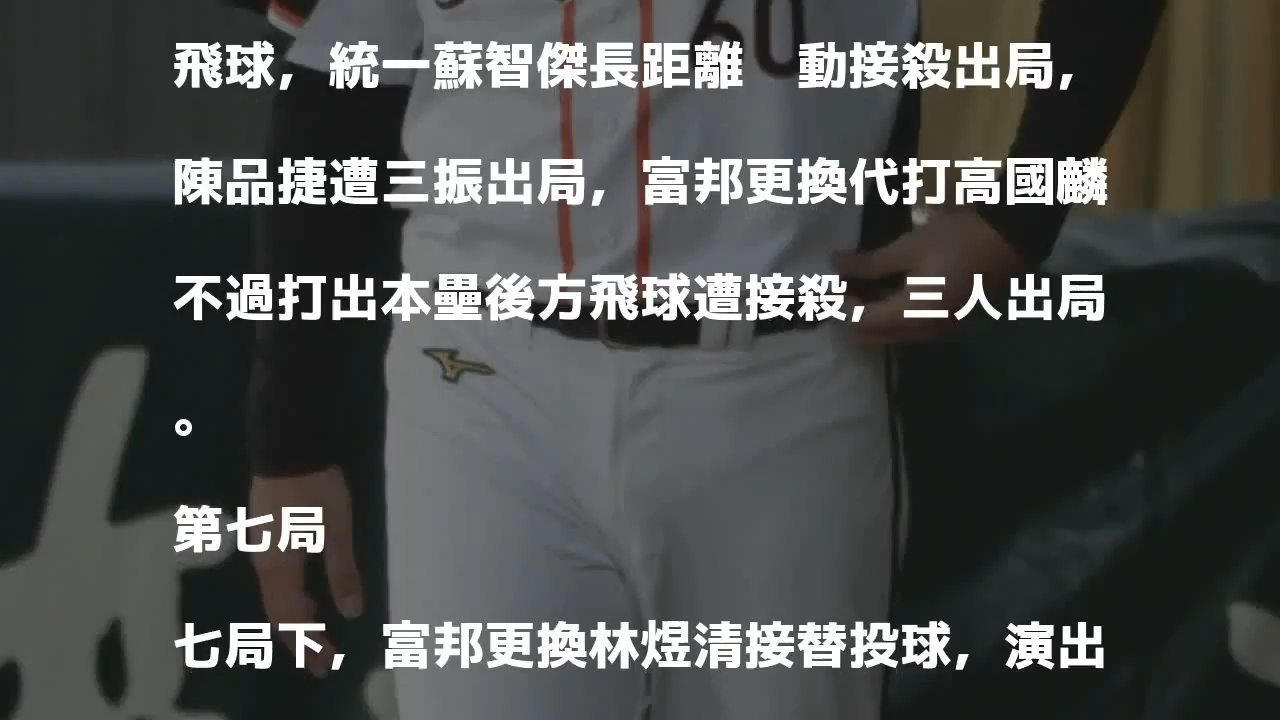 60
飛球，統一蘇智傑長距離　動接殺出局，
陳品捷遭三振出局，富邦更換代打高國麟
不過打出本壘後方飛球遭接殺，三人出局
。
第七局
七局下，富邦更換林煜清接替投球，演出